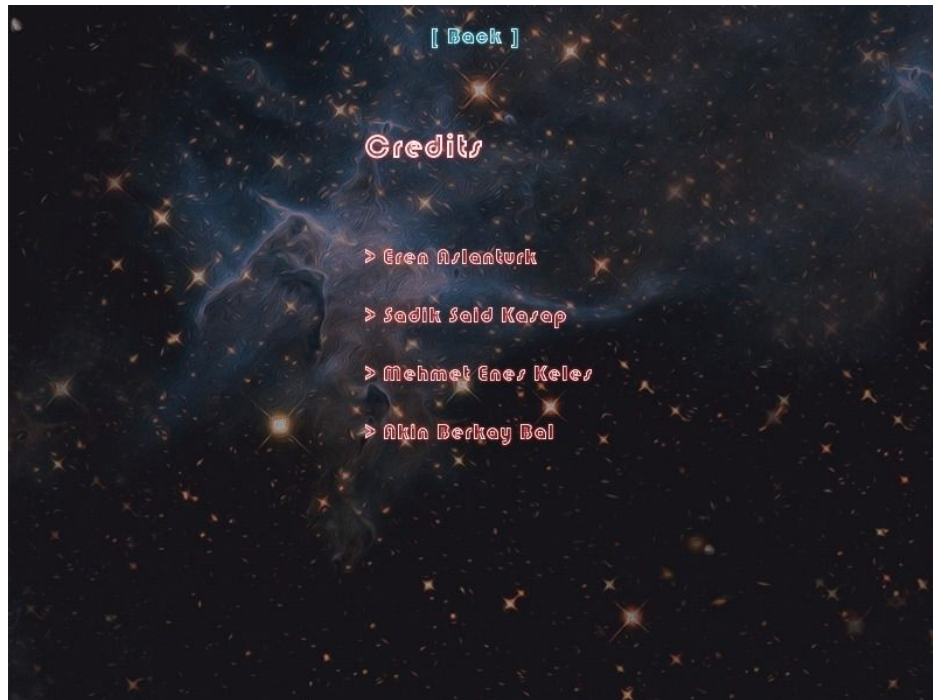 [ Back ]
Credits
> Eren Aslanturk
> Sadik Said Kasap
> Mehmet Enes Keles
> Akin Berkay Bal